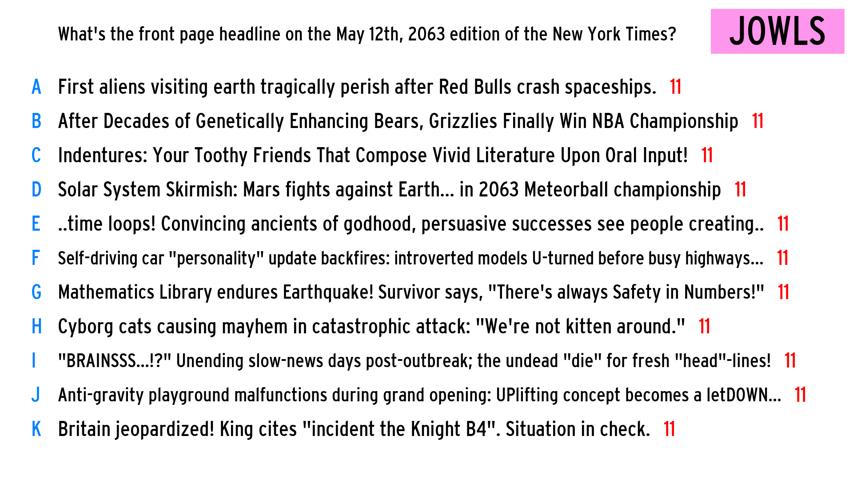 What's the front page headline on the May 12th, 2063 edition of the New York Times?
JOWLS
A First aliens visiting earth tragically perish after Red Bulls crash spaceships. 11
B After Decades of Genetically Enhancing Bears, Grizzlies Finally Win NBA Championship 11
C Indentures: Your Toothy Friends That Compose Vivid Literature Upon Oral Input! 11
D Solar System Skirmish: Mars fights against Earth... in 2063 Meteorball championship 11
E ..time loops! Convincing ancients of godhood, persuasive successes see people creating.. 11
F Self-driving car "personality" update backfires: introverted models U-turned before busy highways... 11
G Mathematics Library endures Earthquake! Survivor says, "There's always Safety in Numbers!" 11
H Cyborg cats causing mayhem in catastrophic attack: "We're not kitten around." 11
I "BRAINSSS...!?" Unending slow-news days post-outbreak; the undead "die" for fresh "head"-lines! 11
J Anti-gravity playground malfunctions during grand opening: UPlifting concept becomes a letDOWN... 11
K Britain jeopardized! King cites "incident the Knight B4". Situation in check. 11